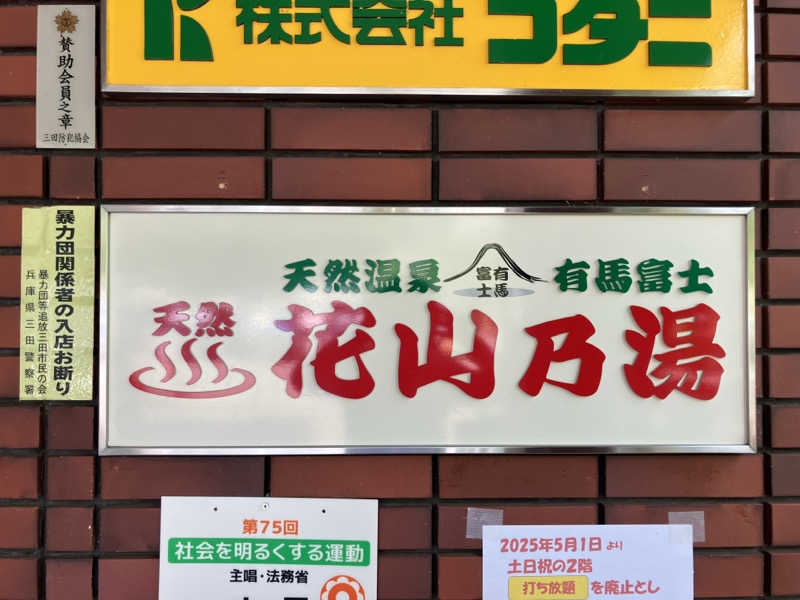 株式会社コタニ
賛助会員之章
三田防犯協会
暴力団関係者の入店お断り
暴力団等追放三田市民の会
兵庫県三田警察
天然温泉
有馬
富士
有馬富士
天然
花山乃湯
第75回
社会を明るくする運動
主唱・法務省
2025年5月1日より
土日祝の2階
打ち放題を廃止とし